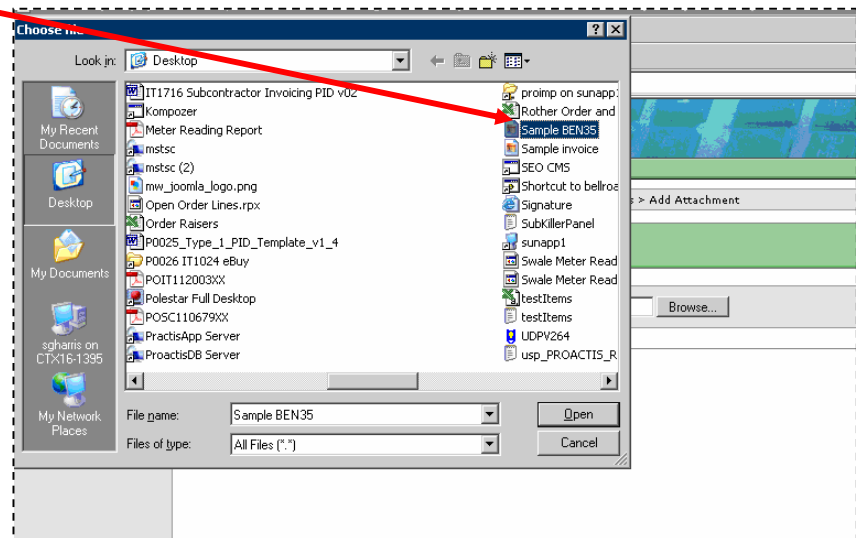 Choose file
Look in:
Desktop
My Recent
Documents
Desktop
My Documents
sgharris on
CTX16-1395
My Network
Places
IT1716 Subcontractor Invoicing PID v02
Kompozer
Meter Reading Report
mstsc
mstsc (2)
mw_joomla_logo.png
Open Order Lines.rpx
Order Raisers
P0025_Type_1_PID_Template_v1_4
P0026 IT1024 eBuy
POIT112003XX
Polestar Full Desktop
POSC110679XX
PractisApp Server
ProactisDB Server
proimp on sunapp
Rother Order and
Sample BEN35
Sample invoice
SEO CMS
Shortcut to bellroa
Signature
SubKillerPanel
sunapp1
Swale Meter Read
Swale Meter Read
testItems
testItems
UDPV264
usp_PROACTIS_R
File name:
Sample BEN35
Open
Files of type:
All Files (*.*)
Cancel
s > Add Attachment
Browse...